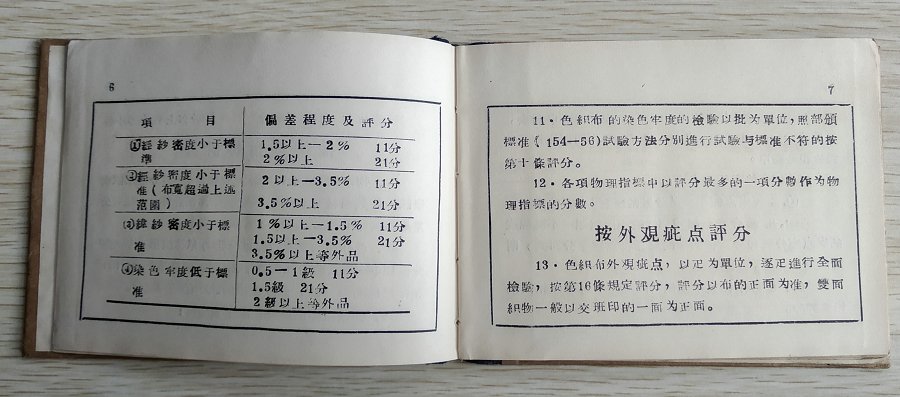 6
項 目 偏差程度及評分
①經紗密度小于標 1.5以上—2% 11分
准 2%以上 21分
②經紗密度小于標
准(布寬超過上述 2以上—3.5% 11分
范圍) 3.5%以上 21分
③緯紗密度小于標 1%以上—1.5% 11分
准 1.5以上—3.5% 21分
3.5%以上等外品
④染色牢度低于標 0.5—1級 11分
准 1.5級 21分
2級以上等外品
7
11·色織布的染色牢度的檢驗以批为單位,照部頒
標准(154—56)試驗方法分別進行試驗与標准不符的按
第十條評分。
12·各項物理指標中以評分最多的一項分數作为物
理指標的分數。
按外观疵点評分
13·色織布外观疵点,以疋为單位,逐疋進行全面
檢驗,按第16條規定評分,評分以布的正面为准,雙面
織物一般以交班印的一面为正面。